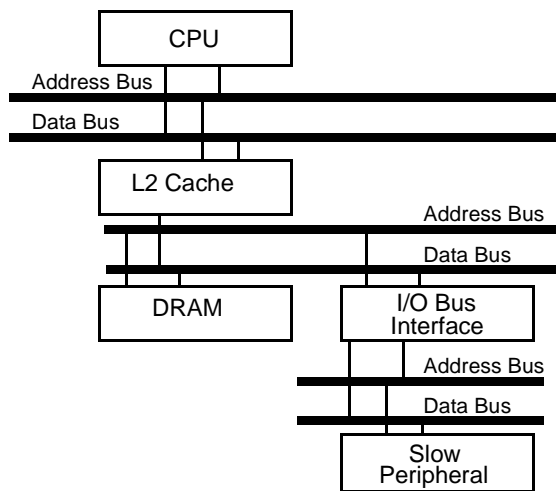 CPU
Address Bus
Data Bus
L2 Cache
Address Bus
Data Bus
DRAM
I/O Bus
Interface
Address Bus
Data Bus
Slow
Peripheral